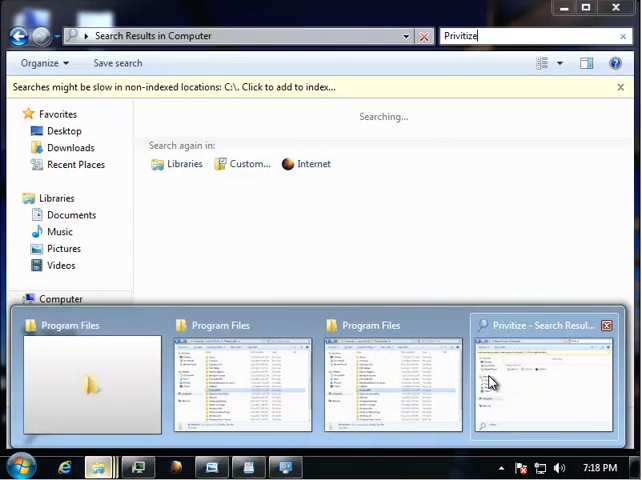 Search Results in Computer
Privitize
Organize
Save search
Searches might be slow in non-indexed locations: C:\. Click to add to index...
Favorites
Desktop
Downloads
Recent Places
Libraries
Documents
Music
Pictures
Videos
Computer
Searching...
Search again in:
Libraries
Custom...
Internet
Program Files
Program Files
Program Files
Privitize - Search Resul...
7:18 PM